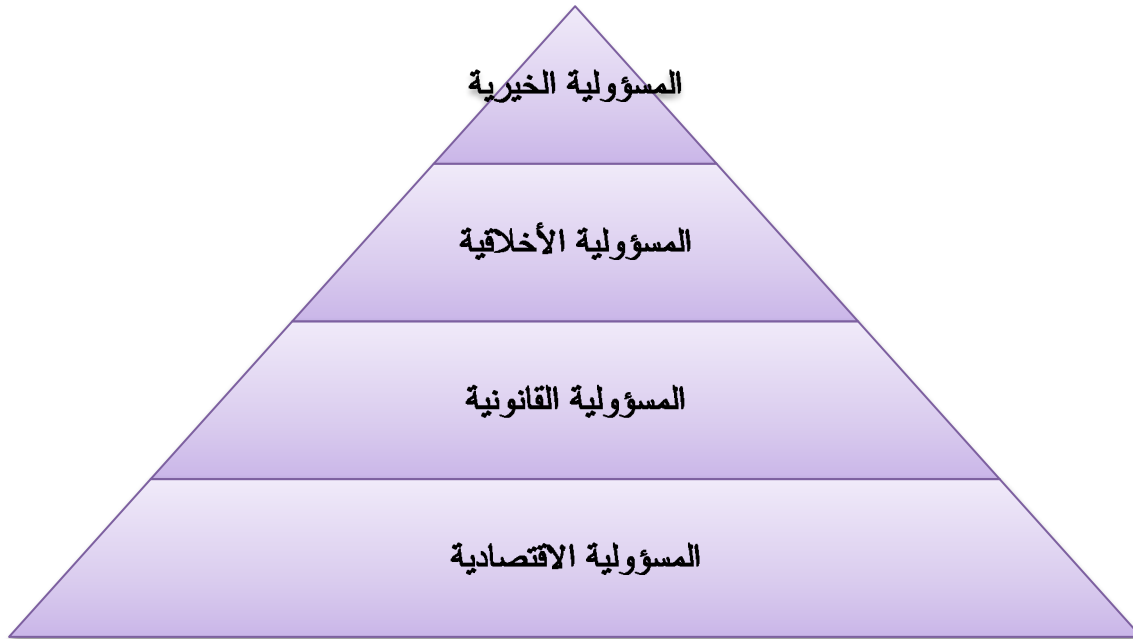 المسؤولية الخيرية
المسؤولية الأخلاقية
المسؤولية القانونية
المسؤولية الاقتصادية